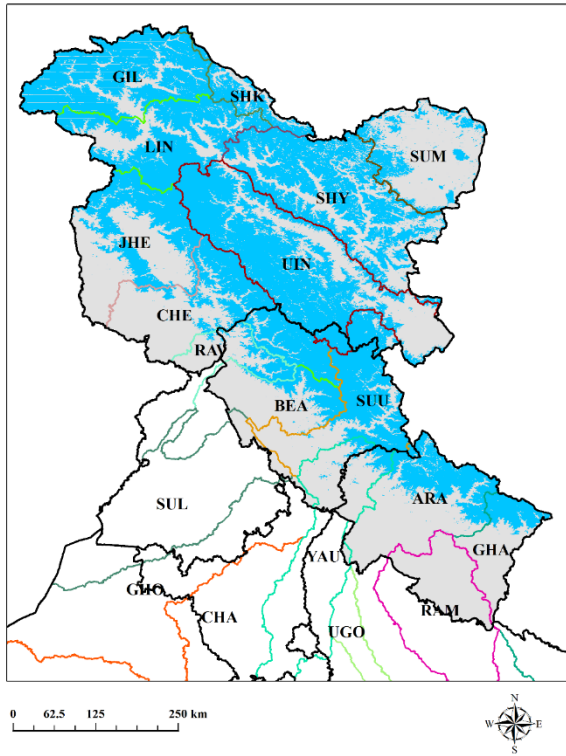 GIL
SHK
LIN
SUM
SHY
JHE
UIN
CHE
RAV
BEA
SUU
ARA
SUL
GHA
YAU
GHO
CHA
RAM
UGO
0 62.5 125 250 km
N
W E
S